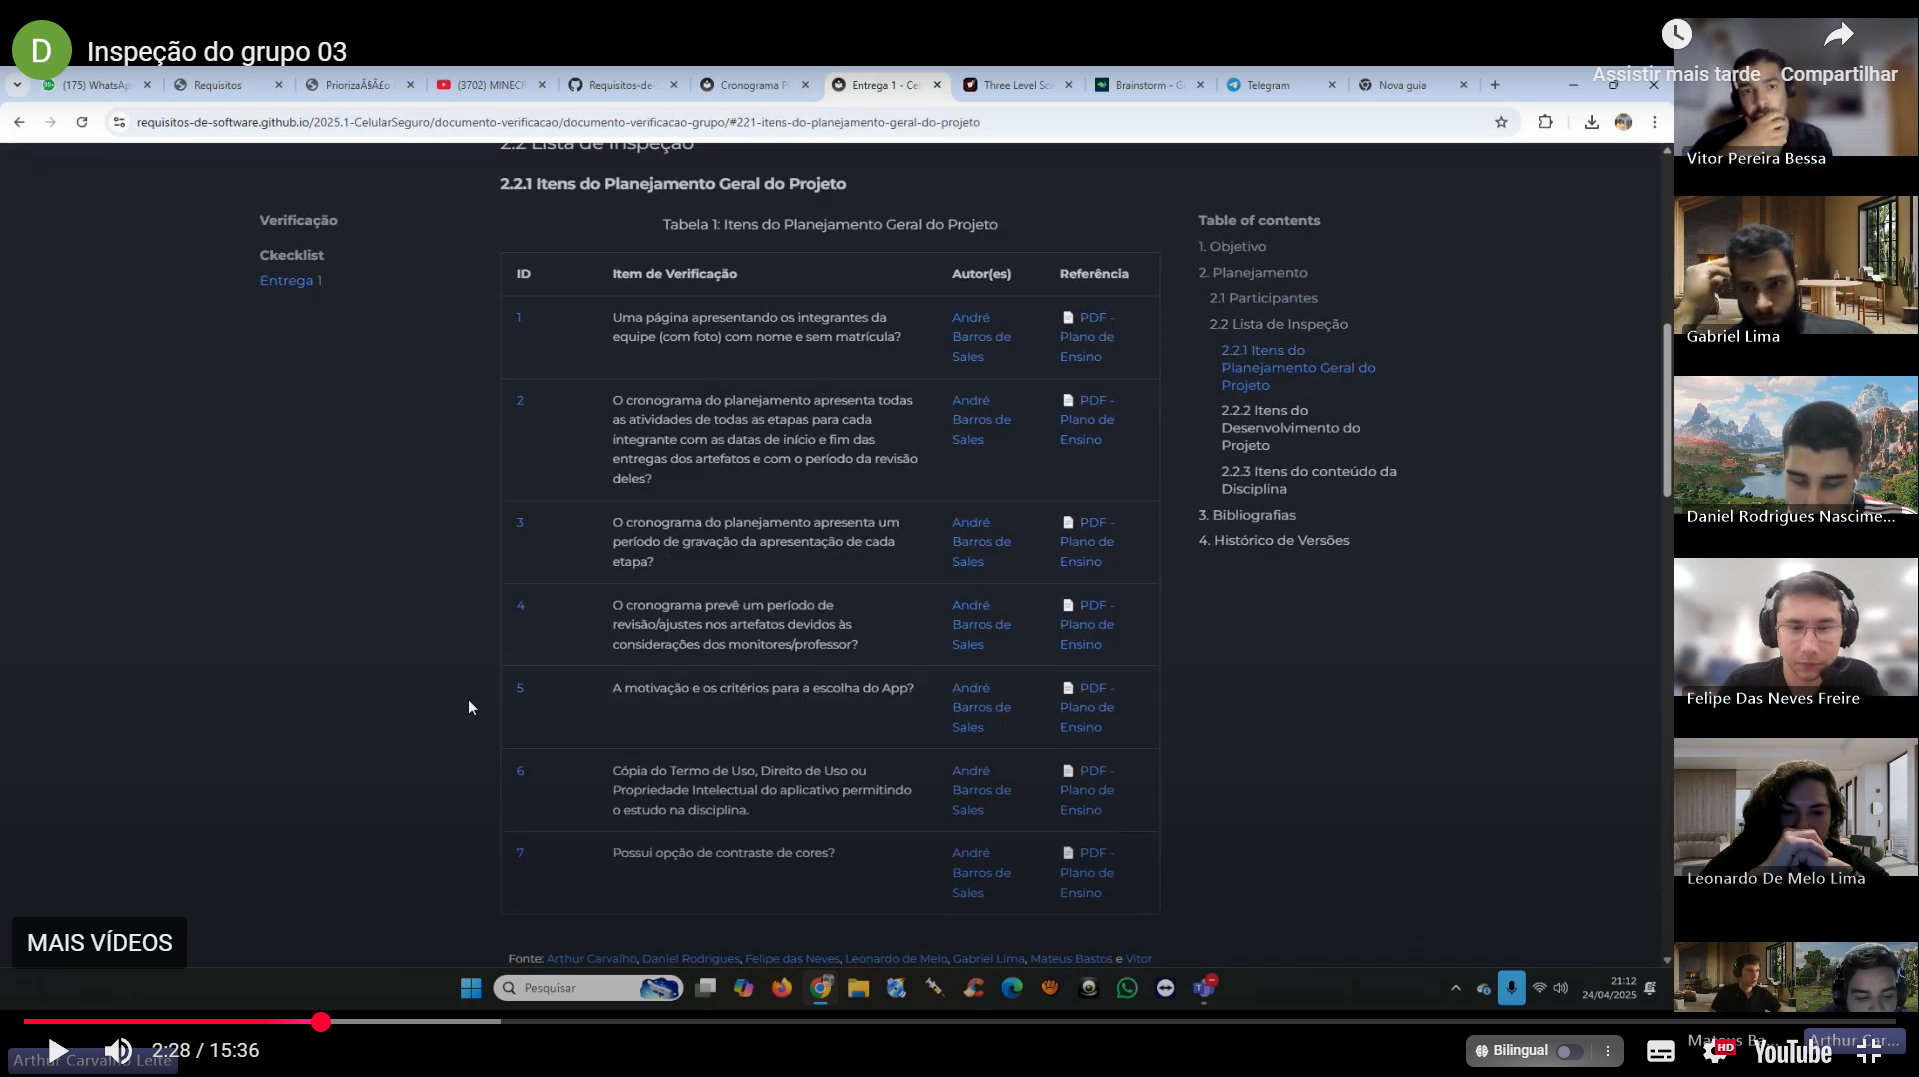 D
Inspeção do grupo 03
Assistir mais tarde
Compartilhar
(175) WhatsAp
Requisitos
PriorizaÃ§Ã£o
(3702) MINECR
Requisitos-de-
Cronograma P
Entrega 1 - Cel
Three Level Sc
Brainstorm - G
Telegram
Nova guia
requisitos-de-software.github.io/2025.1-CelularSeguro/documento-verificacao/documento-verificacao-grupo/#221-itens-do-planejamento-geral-do-projeto
2.2 Lista de Inspeção
2.2.1 Itens do Planejamento Geral do Projeto
Verificação
Ckecklist
Entrega 1
Tabela 1: Itens do Planejamento Geral do Projeto
ID Item de Verificação Autor(es) Referência
1 Uma página apresentando os integrantes da André PDF -
equipe (com foto) com nome e sem matrícula? Barros de Plano de
Sales Ensino
2 O cronograma do planejamento apresenta todas André PDF -
as atividades de todas as etapas para cada Barros de Plano de
integrante com as datas de início e fim das Sales Ensino
entregas dos artefatos e com o período da revisão
deles?
3 O cronograma do planejamento apresenta um André PDF -
período de gravação da apresentação de cada Barros de Plano de
etapa? Sales Ensino
4 O cronograma prevê um período de André PDF -
revisão/ajustes nos artefatos devidos às Barros de Plano de
considerações dos monitores/professor? Sales Ensino
5 A motivação e os critérios para a escolha do App? André PDF -
Barros de Plano de
Sales Ensino
6 Cópia do Termo de Uso, Direito de Uso ou André PDF -
Propriedade Intelectual do aplicativo permitindo Barros de Plano de
o estudo na disciplina. Sales Ensino
7 Possui opção de contraste de cores? André PDF -
Barros de Plano de
Sales Ensino
Fonte: Arthur Carvalho, Daniel Rodrigues, Felipe das Neves, Leonardo de Melo, Gabriel Lima, Mateus Bastos e Vitor
Table of contents
1. Objetivo
2. Planejamento
2.1 Participantes
2.2 Lista de Inspeção
2.2.1 Itens do
Planejamento Geral do
Projeto
2.2.2 Itens do
Desenvolvimento do
Projeto
2.2.3 Itens do conteúdo da
Disciplina
3. Bibliografias
4. Histórico de Versões
Vitor Pereira Bessa
Gabriel Lima
Daniel Rodrigues Nascime...
Felipe Das Neves Freire
Leonardo De Melo Lima
Mateus Ba...
Arthur Car...
MAIS VÍDEOS
Pesquisar
21:12
24/04/2025
Arthur Carvalho Leite
2:28 / 15:36
Bilingual
HD
YouTube